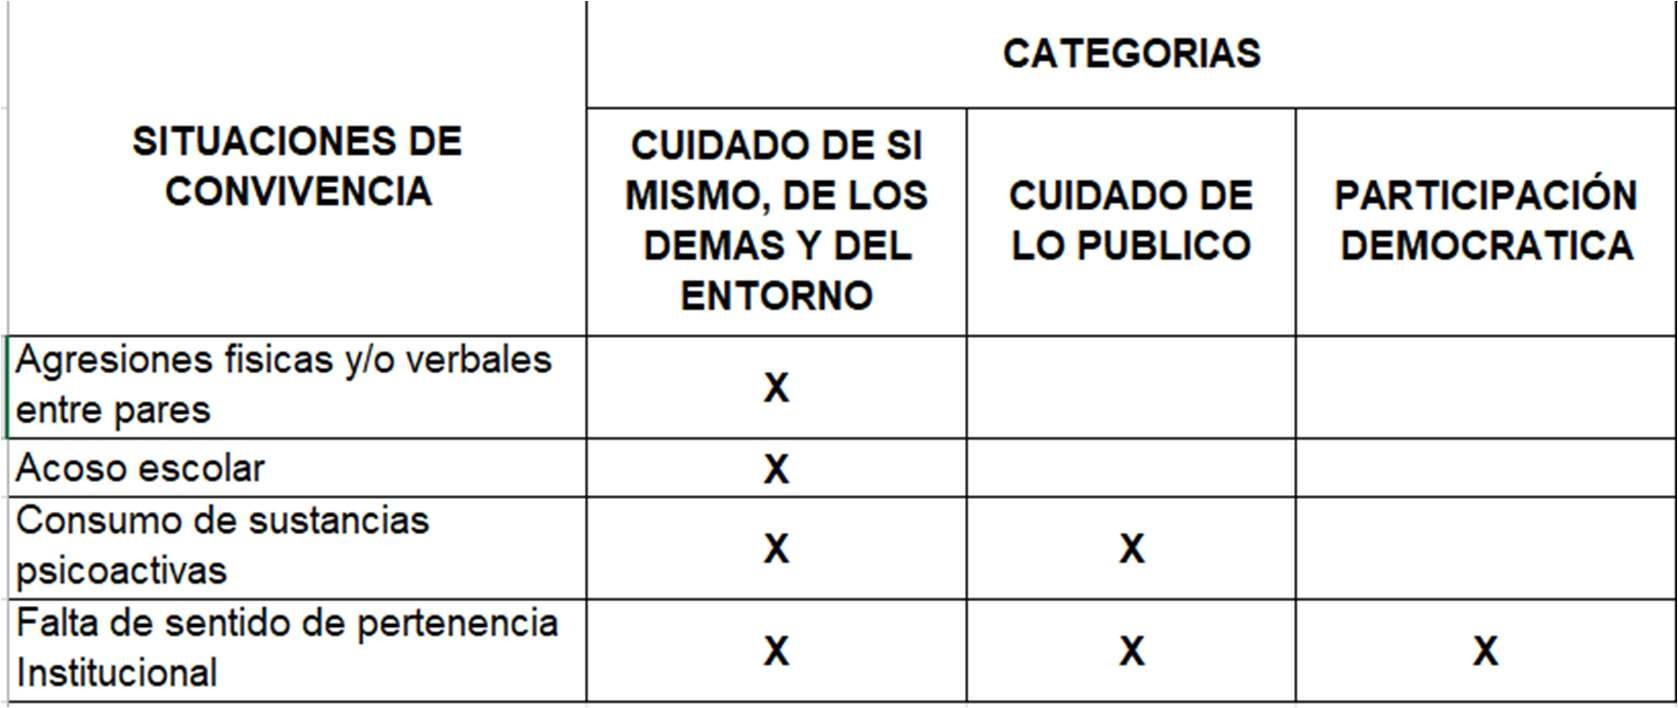 CATEGORIAS
SITUACIONES DE
CONVIVENCIA
CUIDADO DE SI
MISMO, DE LOS
DEMAS Y DEL
ENTORNO
CUIDADO DE
LO PUBLICO
PARTICIPACIÓN
DEMOCRATICA
Agresiones fisicas y/o verbales
entre pares
X
Acoso escolar
X
Consumo de sustancias
psicoactivas
X
X
Falta de sentido de pertenencia
Institucional
X
X
X